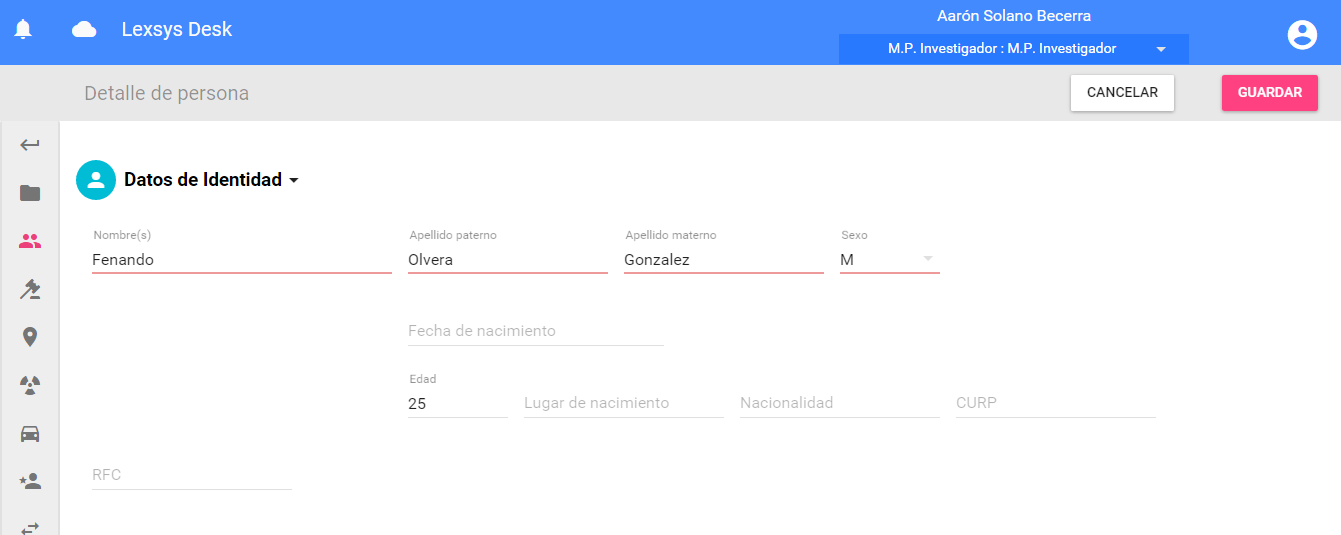 Lexsys Desk
Aarón Solano Becerra
M.P. Investigador : M.P. Investigador
Detalle de persona
CANCELAR
GUARDAR
Datos de Identidad
Nombre(s) Apellido paterno Apellido materno Sexo
Fenando Olvera Gonzalez M
Fecha de nacimiento
Edad
25 Lugar de nacimiento Nacionalidad CURP
RFC